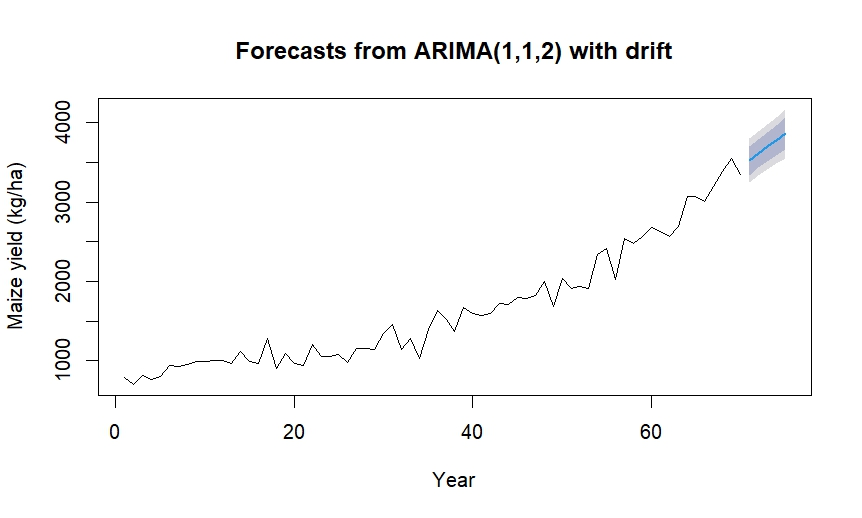 Forecasts from ARIMA(1,1,2) with drift
Maize yield (kg/ha)
4000
3000
2000
1000
0 20 40 60
Year